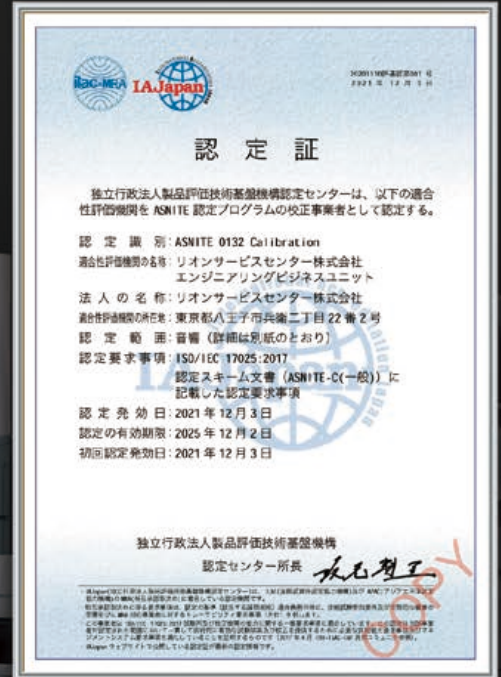 ilac-MRA
IAJapan
2021年12月3日
認定証
独立行政法人製品評価技術基盤機構認定センターは、以下の適合
性評価機関を ASNITE 認定プログラムの校正事業者として認定する。
認定識別：ASNITE 0132 Calibration
適合性評価機関の名称：リオンサービスセンター株式会社
エンジニアリングビジネスユニット
法人の名称：リオンサービスセンター株式会社
適合性評価機関の所在地：東京都八王子市兵衛二丁目22番2号
認定範囲：音響（詳細は別紙のとおり）
認定要求事項：ISO/IEC 17025:2017
認定スキーム文書（ASNITE-C(一般)）に
記載した認定要求事項
認定発効日：2021年12月3日
認定の有効期限：2025年12月2日
初回認定発効日：2021年12月3日
独立行政法人製品評価技術基盤機構
認定センター所長
COPY